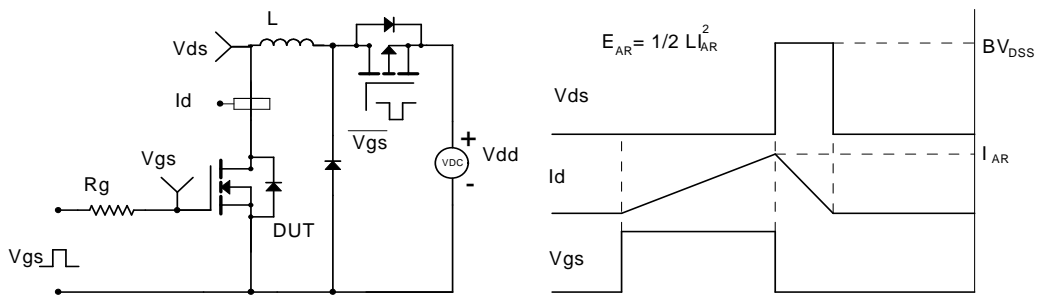 L
Vds
Id
Vgs
Rg
DUT
Vgs
Vgs
VDC
+
-
Vdd
E_AR = 1/2 LI_AR^2
BV_DSS
Vds
I_AR
Id
Vgs